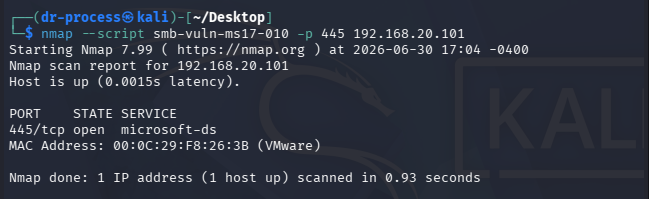 ┌──(dr-process㉿kali)-[~/Desktop]
└─$ nmap --script smb-vuln-ms17-010 -p 445 192.168.20.101
Starting Nmap 7.99 ( https://nmap.org ) at 2026-06-30 17:04 -0400
Nmap scan report for 192.168.20.101
Host is up (0.0015s latency).

PORT    STATE SERVICE
445/tcp open  microsoft-ds
MAC Address: 00:0C:29:F8:26:3B (VMware)

Nmap done: 1 IP address (1 host up) scanned in 0.93 seconds
KALI